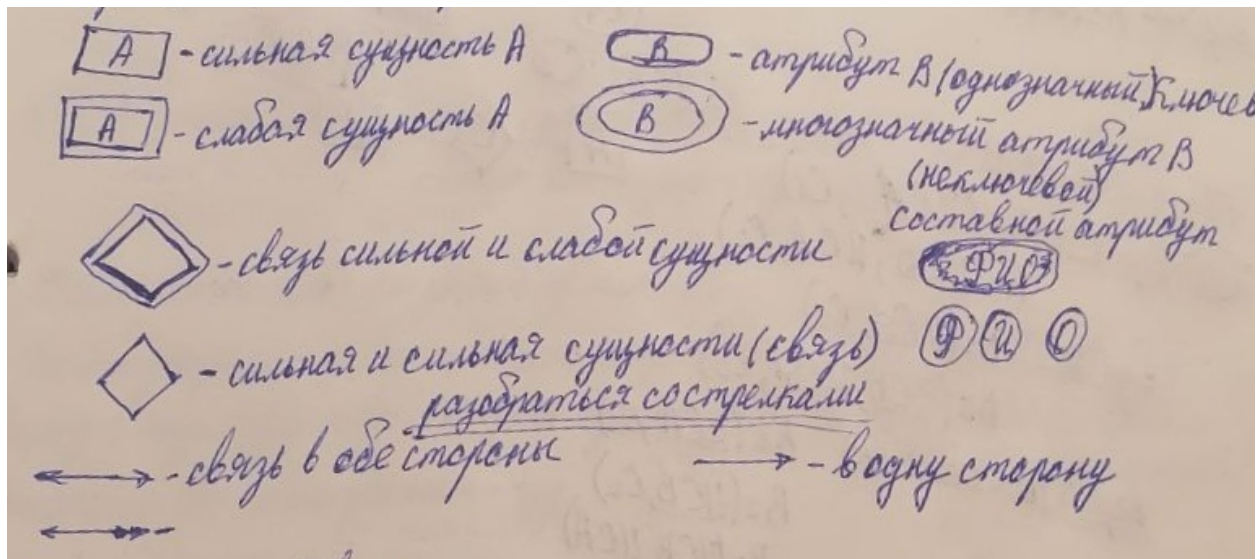 A - сильная сущность A
B - атрибут B (однозначный) Ключев
A - слабая сущность A
B - многозначный атрибут B
(неключевой)
составной атрибут
- связь сильной и слабой сущности
ФИО
- сильная и сильная сущности (связь)
Ф И О
разобраться со стрелками
- связь в обе стороны
- в одну сторону